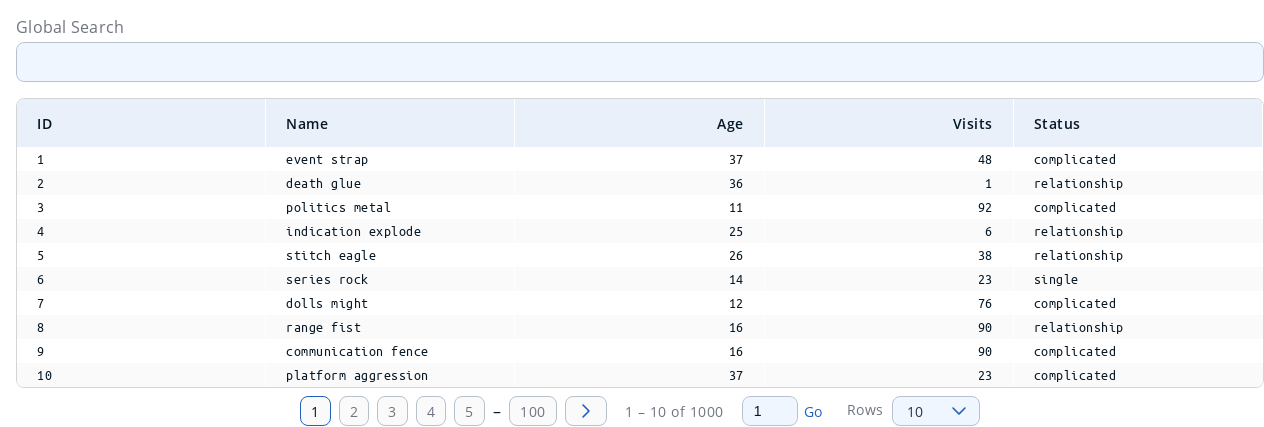 Global Search
ID Name Age Visits Status
1 event strap 37 48 complicated
2 death glue 36 1 relationship
3 politics metal 11 92 complicated
4 indication explode 25 6 relationship
5 stitch eagle 26 38 relationship
6 series rock 14 23 single
7 dolls might 12 76 complicated
8 range fist 16 90 relationship
9 communication fence 16 90 complicated
10 platform aggression 37 23 complicated
1 2 3 4 5 – 100 1 – 10 of 1000 1 Go Rows 10